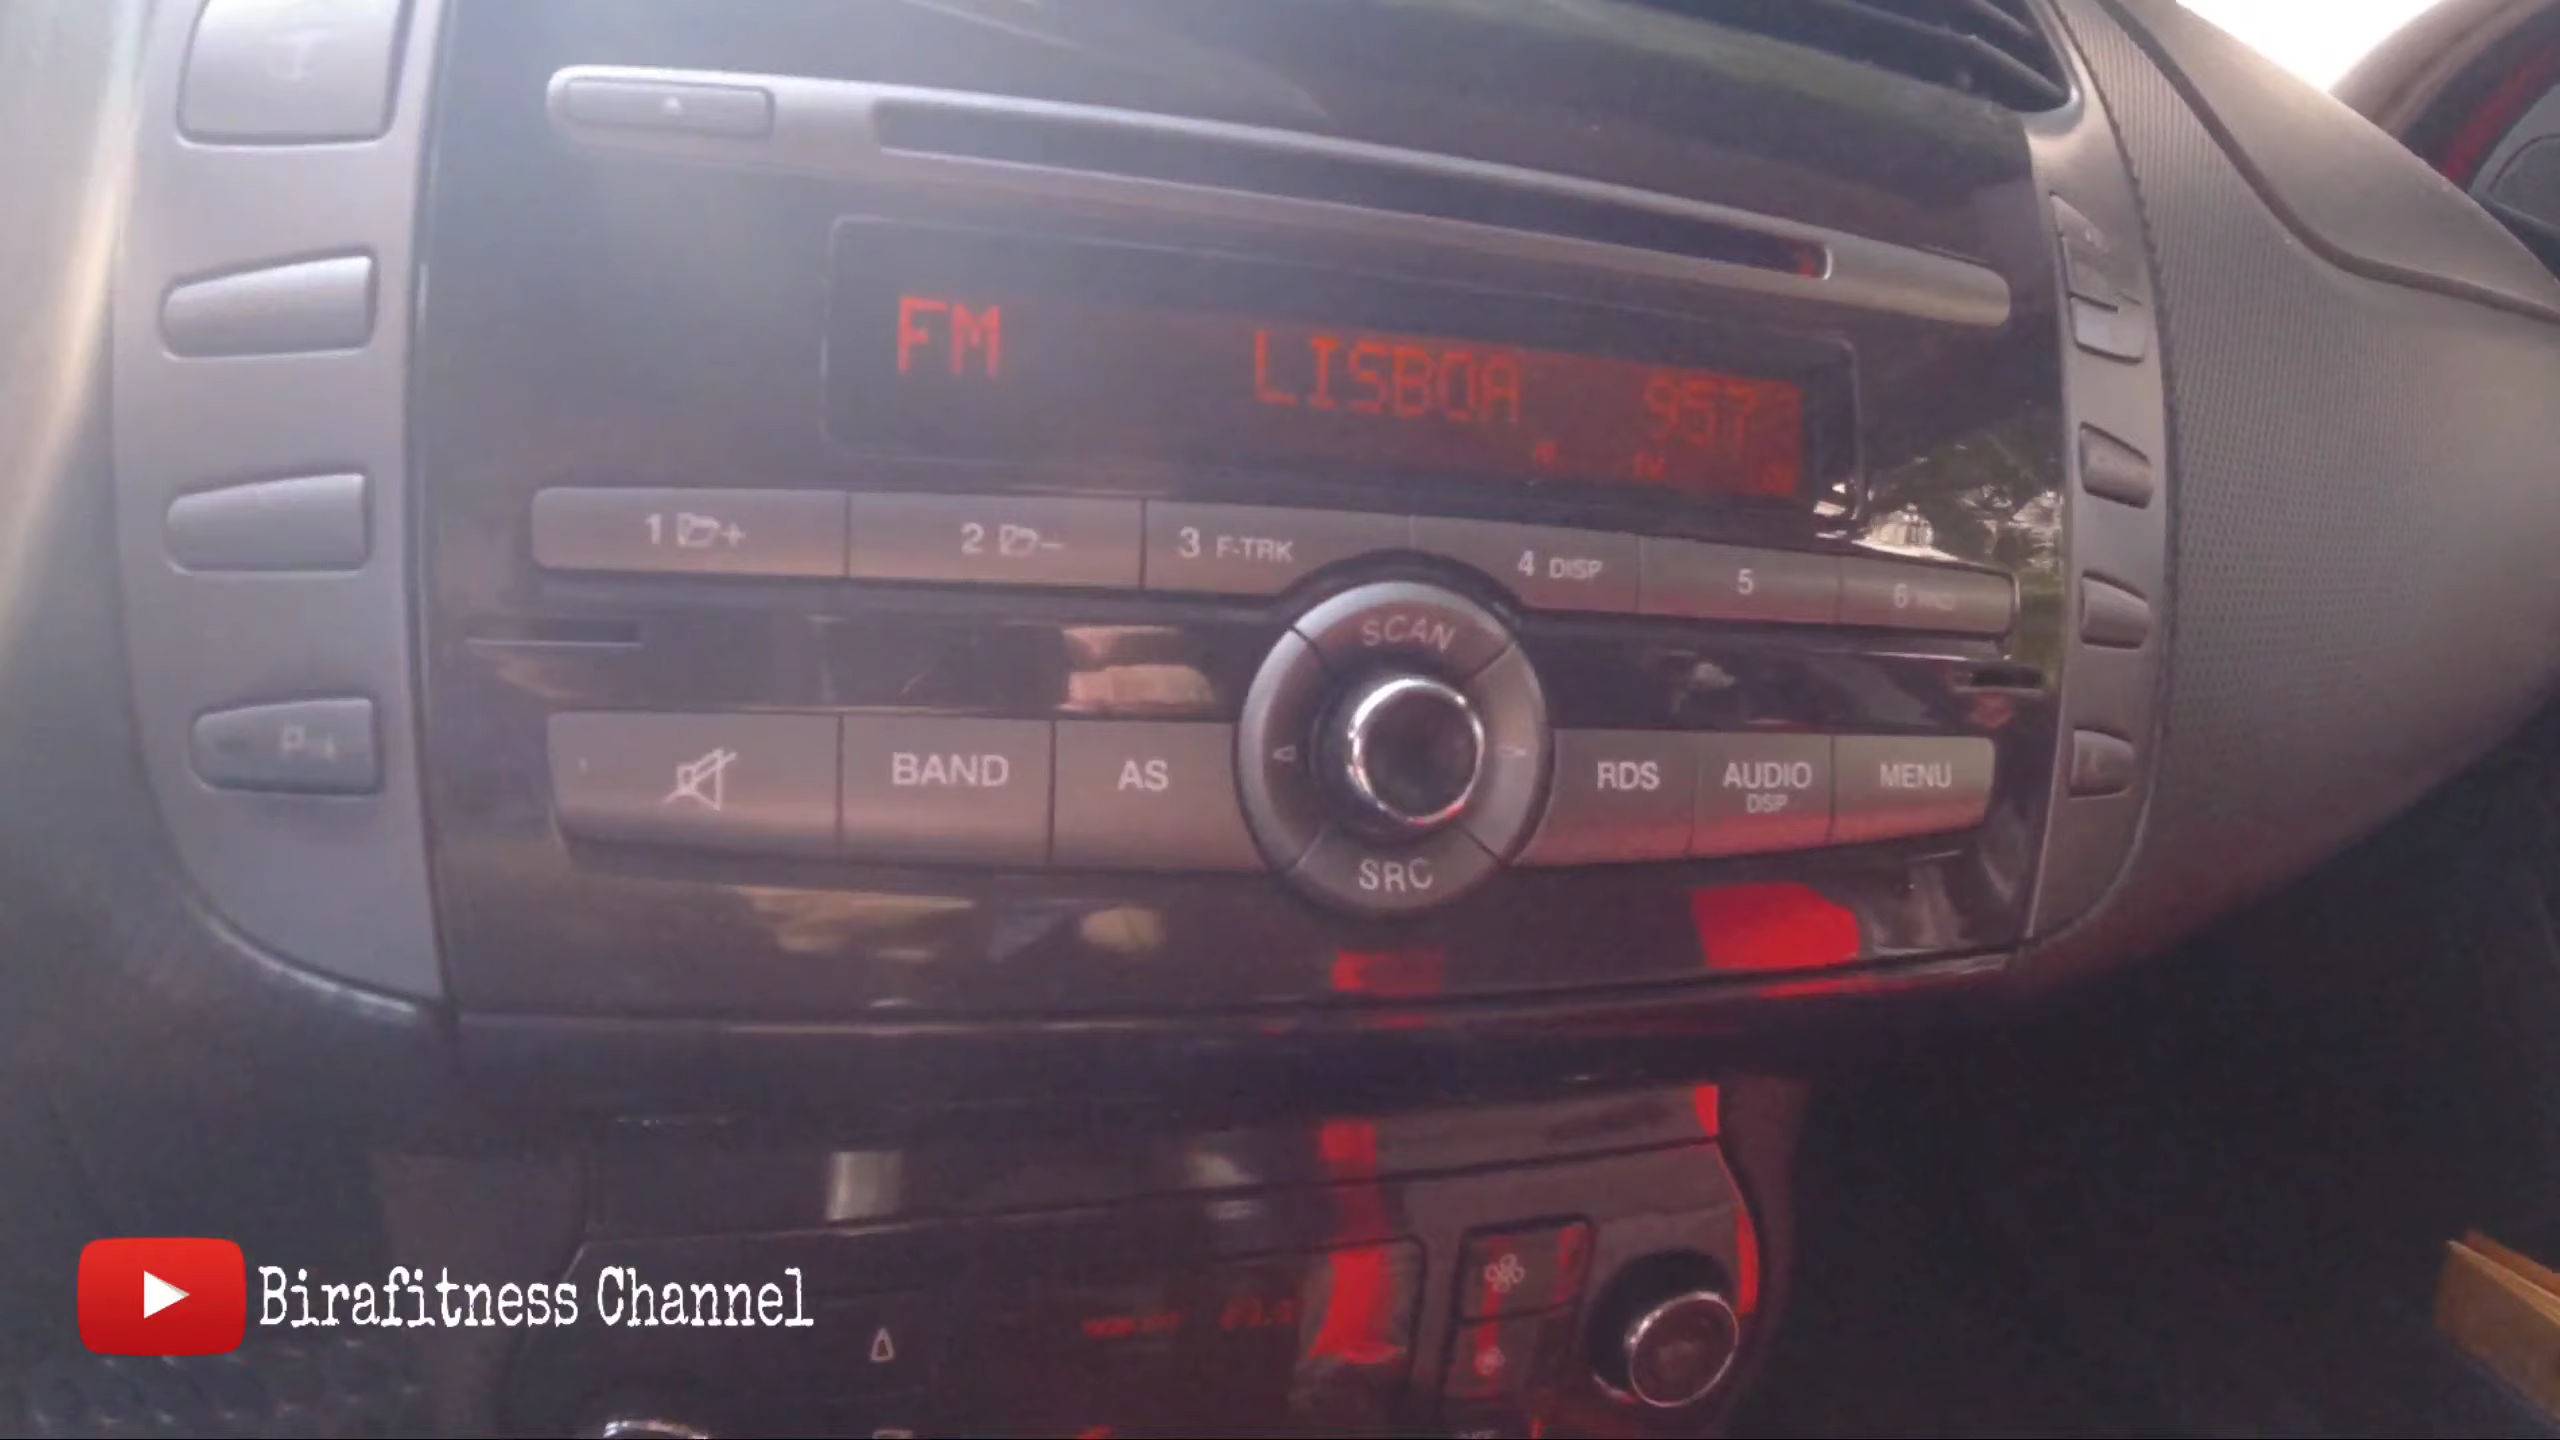 FM LISBOA 957
1 + 2 - 3 F-TRK 4 DISP 5 6
SCAN
BAND AS RDS AUDIO MENU
DSP
SRC
Birafitness Channel